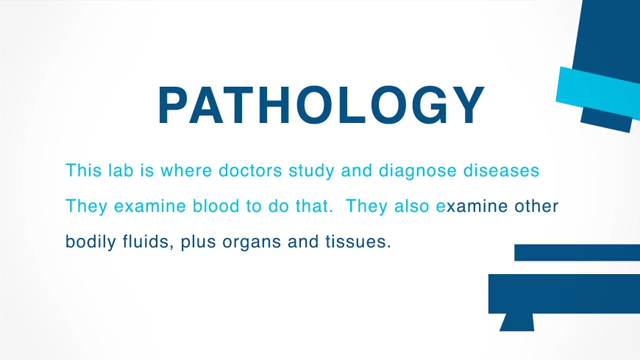 PATHOLOGY
This lab is where doctors study and diagnose diseases
They examine blood to do that.  They also examine other
bodily fluids, plus organs and tissues.